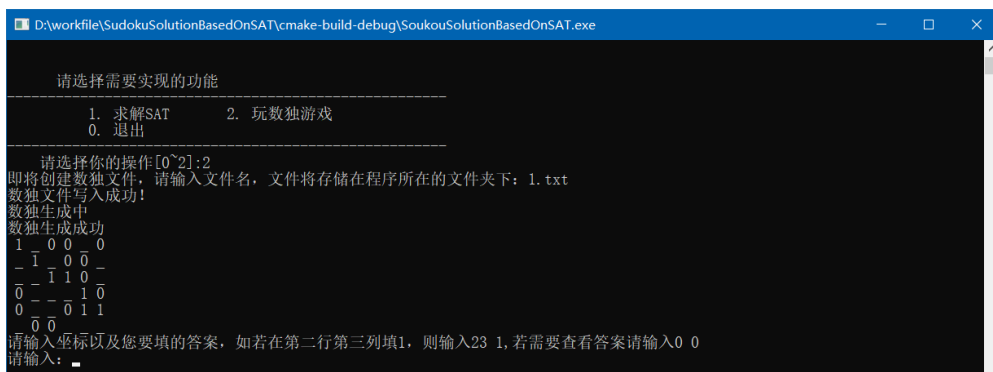 D:\workfile\SudokuSolutionBasedOnSAT\cmake-build-debug\SoukouSolutionBasedOnSAT.exe
请选择需要实现的功能
------------------------------------------------------
1. 求解SAT 2. 玩数独游戏
0. 退出
------------------------------------------------------
请选择你的操作[0~2]:2
即将创建数独文件，请输入文件名，文件将存储在程序所在的文件夹下：1.txt
数独文件写入成功！
数独生成中
数独生成成功
1 _ 0 0 _ 0
_ 1 _ 0 0 _
_ _ 1 1 0 _
0 _ _ _ 1 0
0 _ _ 0 1 1
_ 0 0 _ _ _
请输入坐标以及您要填的答案，如若在第二行第三列填1，则输入23 1,若需要查看答案请输入0 0
请输入：